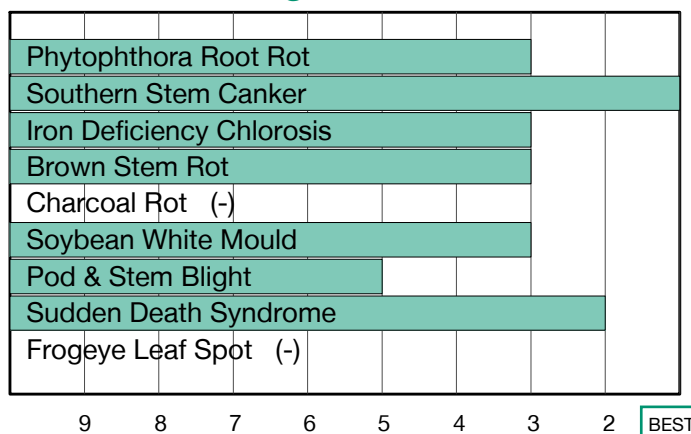 Phytophthora Root Rot
Southern Stem Canker
Iron Deficiency Chlorosis
Brown Stem Rot
Charcoal Rot (-)
Soybean White Mould
Pod & Stem Blight
Sudden Death Syndrome
Frogeye Leaf Spot (-)
9 8 7 6 5 4 3 2 BEST